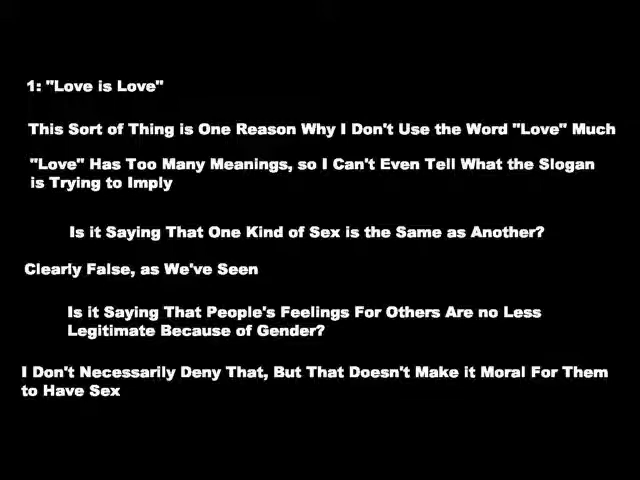 1: "Love is Love"
This Sort of Thing is One Reason Why I Don't Use the Word "Love" Much
"Love" Has Too Many Meanings, so I Can't Even Tell What the Slogan
is Trying to Imply
Is it Saying That One Kind of Sex is the Same as Another?
Clearly False, as We've Seen
Is it Saying That People's Feelings For Others Are no Less
Legitimate Because of Gender?
I Don't Necessarily Deny That, But That Doesn't Make it Moral For Them
to Have Sex